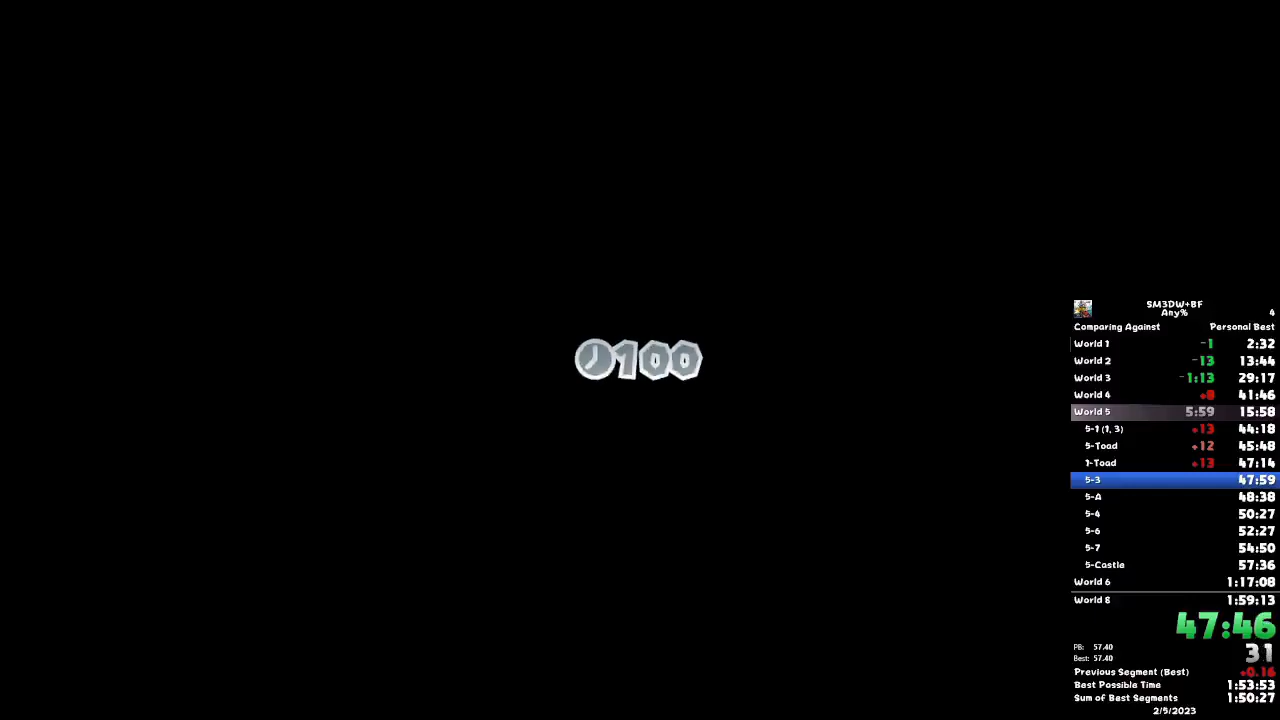 100
SM3DW+BF
Any% 4
Comparing Against Personal Best
World 1 -1 2:32
World 2 -13 13:44
World 3 -1:13 29:17
World 4 +8 41:46
World 5 5:59 15:58
5-1 (1, 3) +13 44:18
5-Toad +12 45:48
1-Toad +13 47:14
5-3 47:59
5-A 48:38
5-4 50:27
5-6 52:27
5-7 54:50
5-Castle 57:36
World 6 1:17:08
World 8 1:59:13
47:46
PB: 57.40 31
Best: 57.40
Previous Segment (Best) +0.16
Best Possible Time 1:53:53
Sum of Best Segments 1:50:27
2/5/2023